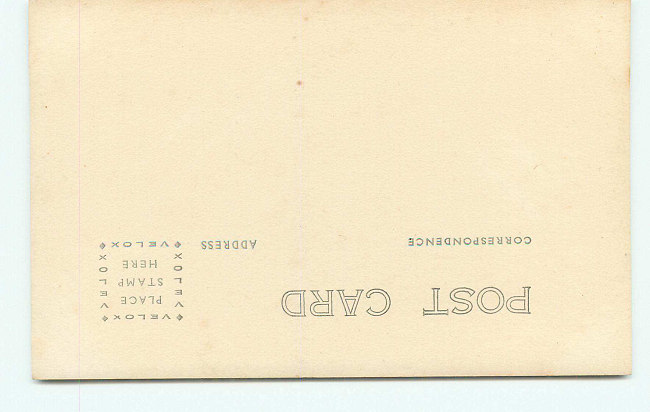 POST CARD
CORRESPONDENCE
ADDRESS
VELOX
VELOX
PLACE
STAMP
HERE
VELOX
VELOX